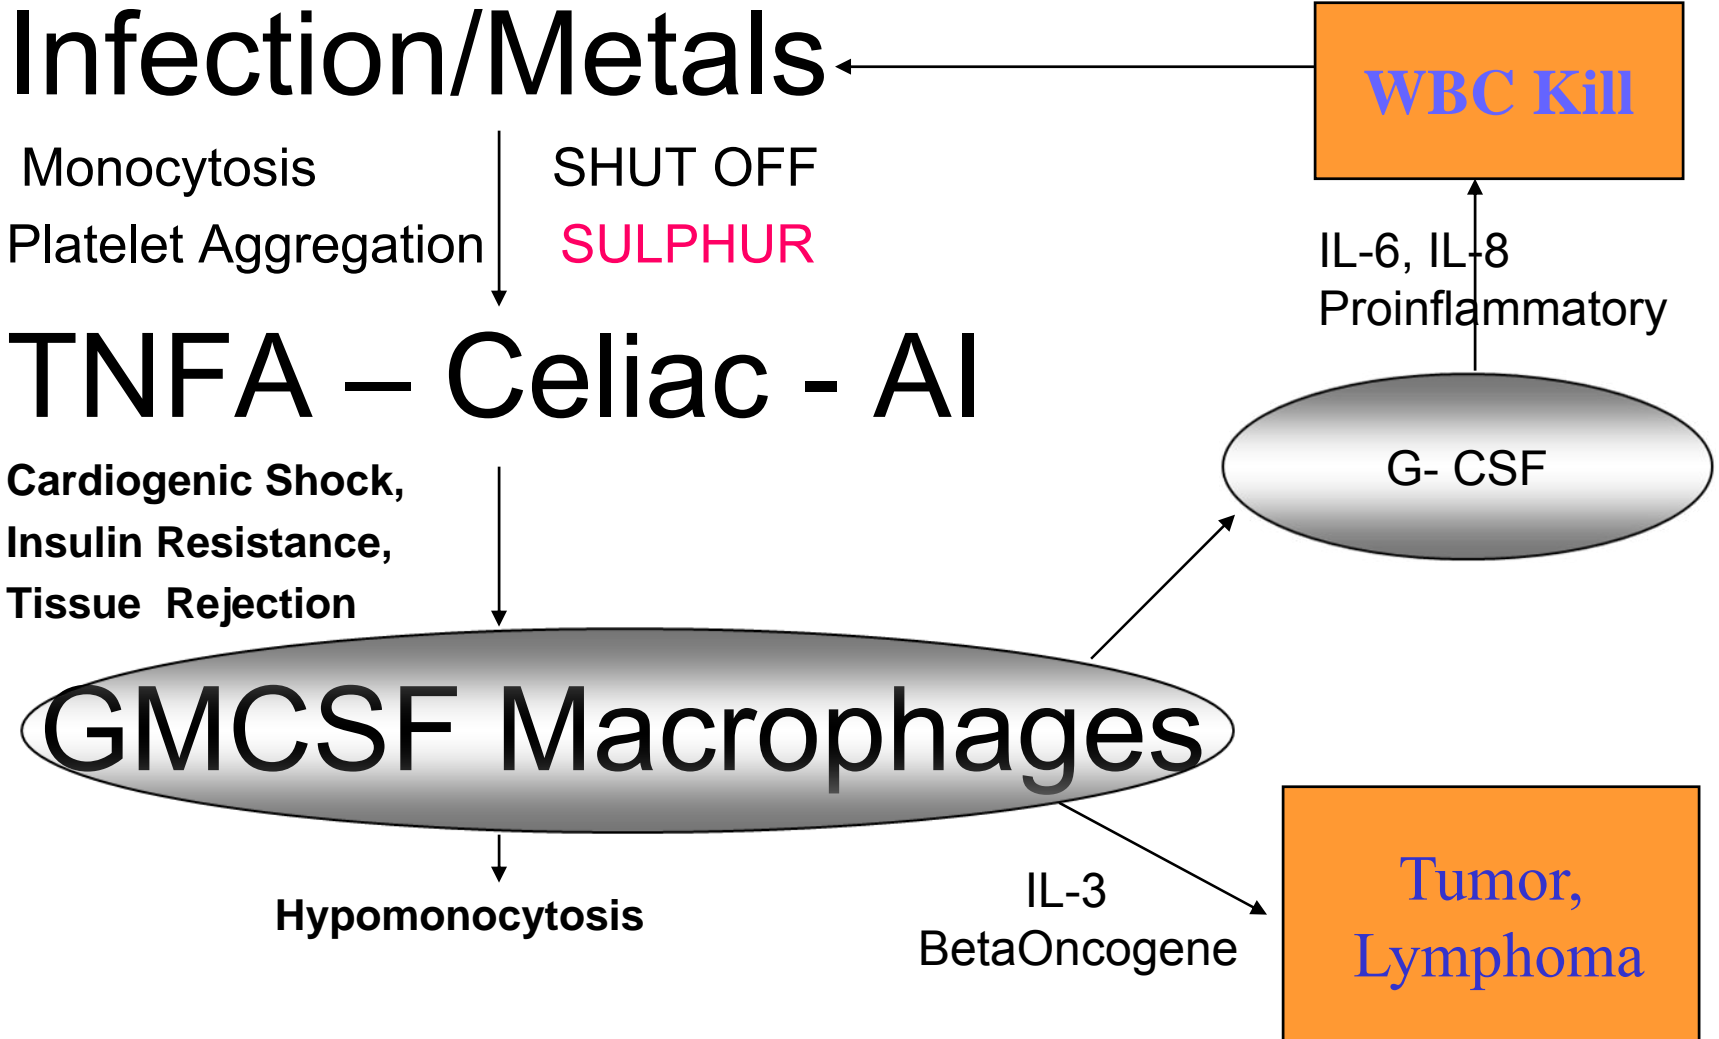 Infection/Metals
WBC Kill
Monocytosis
SHUT OFF
Platelet Aggregation
SULPHUR
IL-6, IL-8
Proinflammatory
TNFA – Celiac - AI
Cardiogenic Shock,
Insulin Resistance,
Tissue Rejection
G- CSF
GMCSF Macrophages
Hypomonocytosis
IL-3
BetaOncogene
Tumor,
Lymphoma